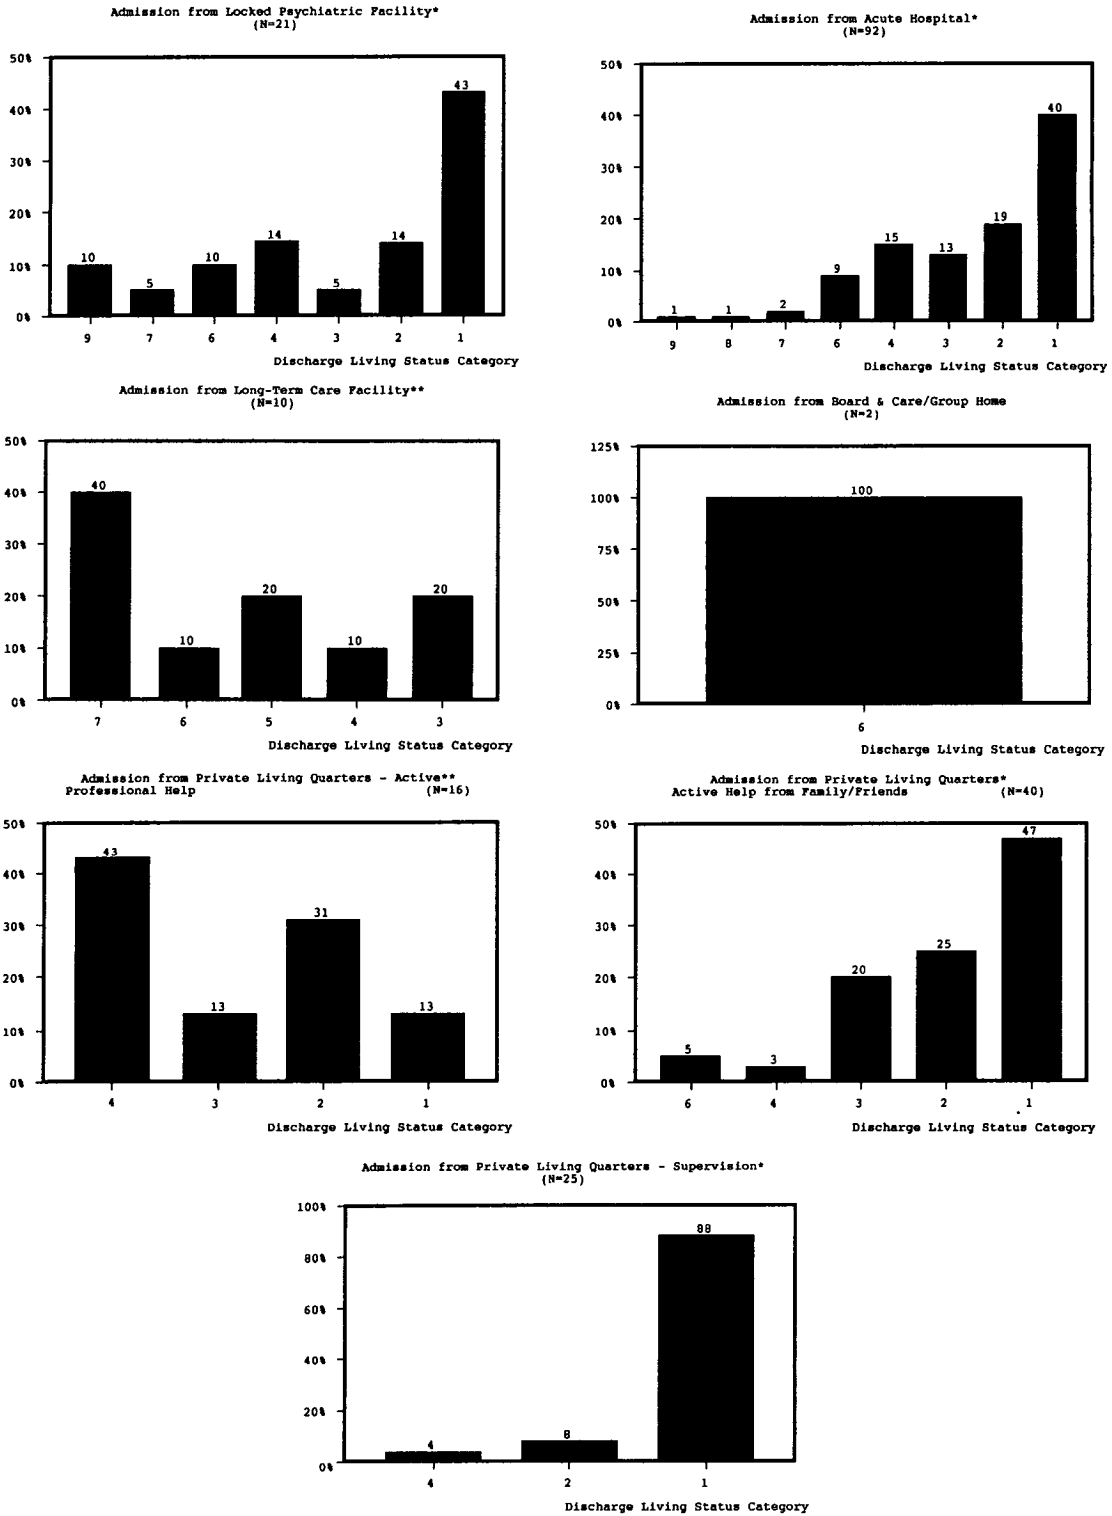 Admission from Locked Psychiatric Facility*
(N=21)
50%
40%
30%
20%
10%
0%
10
5
10
14
5
14
43
9 7 6 4 3 2 1
Discharge Living Status Category
Admission from Acute Hospital*
(N=92)
50%
40%
30%
20%
10%
0%
1
1
2
9
15
13
19
40
9 8 7 6 4 3 2 1
Discharge Living Status Category
Admission from Long-Term Care Facility**
(N=10)
50%
40%
30%
20%
10%
0%
40
10
20
10
20
7 6 5 4 3
Discharge Living Status Category
Admission from Board & Care/Group Home
(N=2)
125%
100%
75%
50%
25%
0%
100
6
Discharge Living Status Category
Admission from Private Living Quarters - Active**
Professional Help (N=16)
50%
40%
30%
20%
10%
0%
43
13
31
13
4 3 2 1
Discharge Living Status Category
Admission from Private Living Quarters*
Active Help from Family/Friends (N=40)
50%
40%
30%
20%
10%
0%
5
3
20
25
47
6 4 3 2 1
Discharge Living Status Category
Admission from Private Living Quarters - Supervision*
(N=25)
100%
80%
60%
40%
20%
0%
4
8
88
4 2 1
Discharge Living Status Category